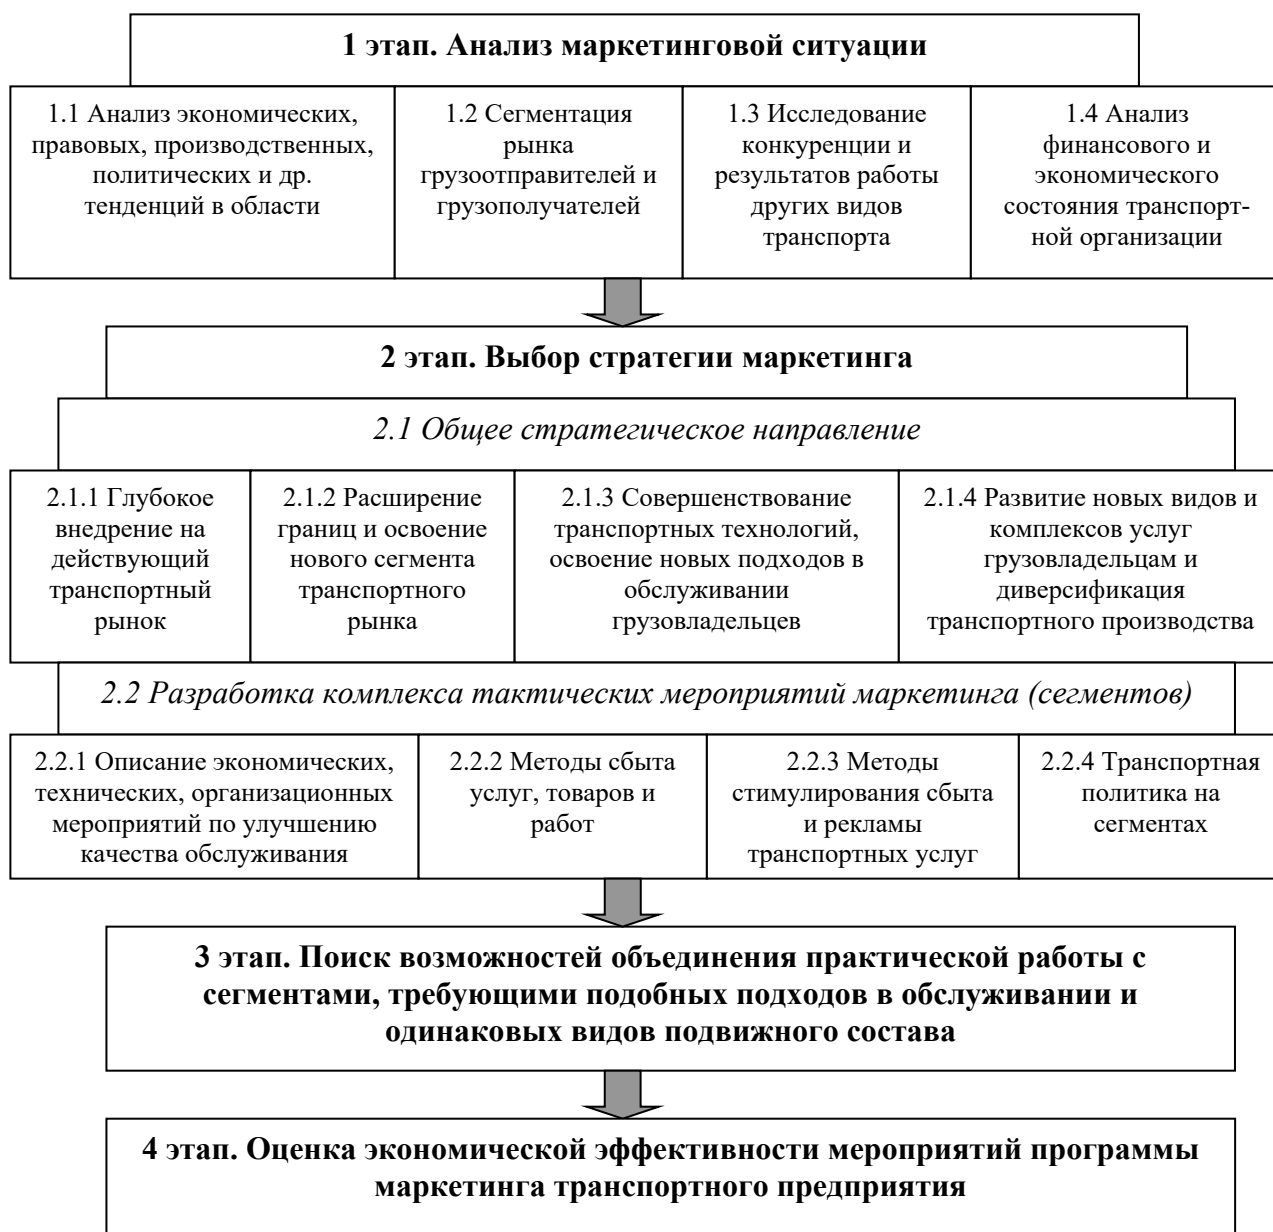 1 этап. Анализ маркетинговой ситуации
1.1 Анализ экономических,
правовых, производственных,
политических и др.
тенденций в области
1.2 Сегментация
рынка
грузоотправителей и
грузополучателей
1.3 Исследование
конкуренции и
результатов работы
других видов
транспорта
1.4 Анализ
финансового и
экономического
состояния транспорт-
ной организации
2 этап. Выбор стратегии маркетинга
2.1 Общее стратегическое направление
2.1.1 Глубокое
внедрение на
действующий
транспортный
рынок
2.1.2 Расширение
границ и освоение
нового сегмента
транспортного
рынка
2.1.3 Совершенствование
транспортных технологий,
освоение новых подходов в
обслуживании
грузовладельцев
2.1.4 Развитие новых видов и
комплексов услуг
грузовладельцам и
диверсификация
транспортного производства
2.2 Разработка комплекса тактических мероприятий маркетинга (сегментов)
2.2.1 Описание экономических,
технических, организационных
мероприятий по улучшению
качества обслуживания
2.2.2 Методы сбыта
услуг, товаров и
работ
2.2.3 Методы
стимулирования сбыта
и рекламы
транспортных услуг
2.2.4 Транспортная
политика на
сегментах
3 этап. Поиск возможностей объединения практической работы с
сегментами, требующими подобных подходов в обслуживании и
одинаковых видов подвижного состава
4 этап. Оценка экономической эффективности мероприятий программы
маркетинга транспортного предприятия